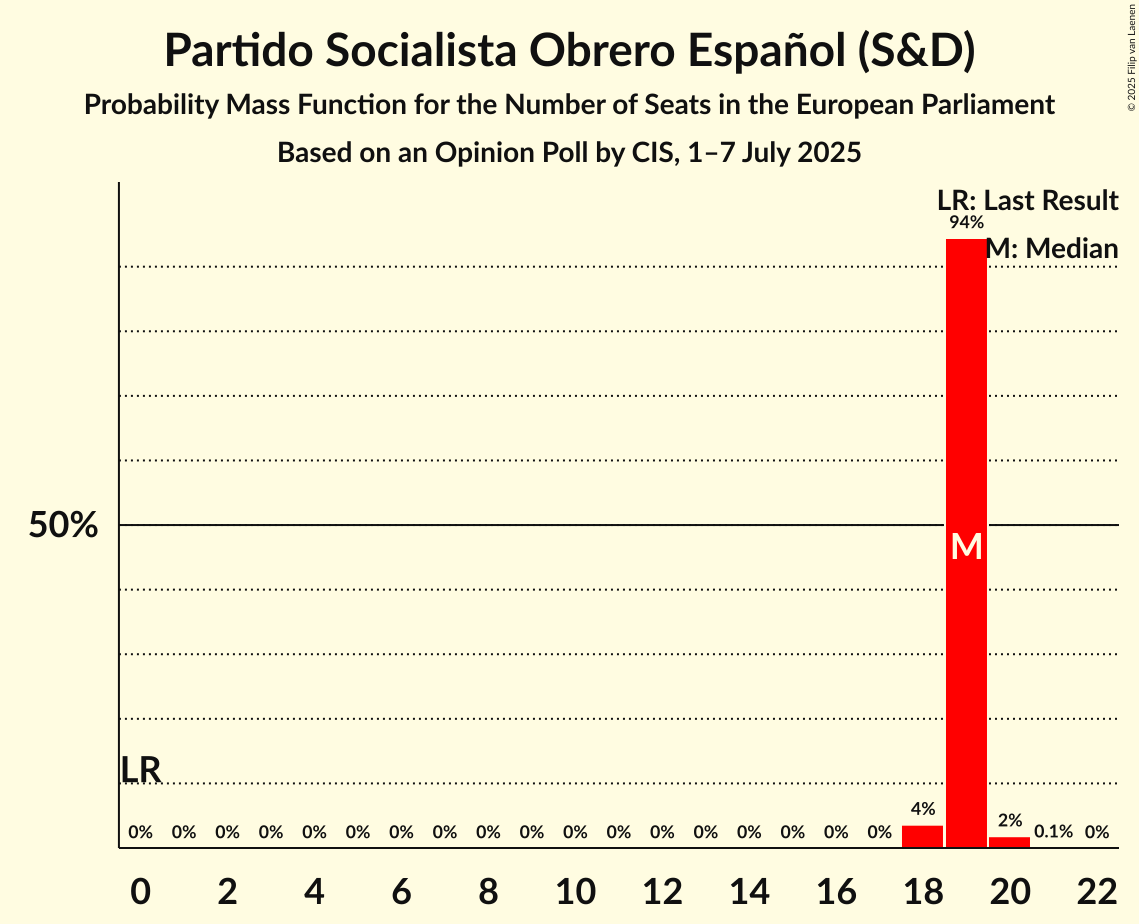 Partido Socialista Obrero Español (S&D)
Probability Mass Function for the Number of Seats in the European Parliament
Based on an Opinion Poll by CIS, 1–7 July 2025
© 2025 Filip van Laenen
LR: Last Result
94%
M: Median
50%
M
LR
4%
2%
0% 0% 0% 0% 0% 0% 0% 0% 0% 0% 0% 0% 0% 0% 0% 0% 0% 0% 0.1% 0%
0 2 4 6 8 10 12 14 16 18 20 22